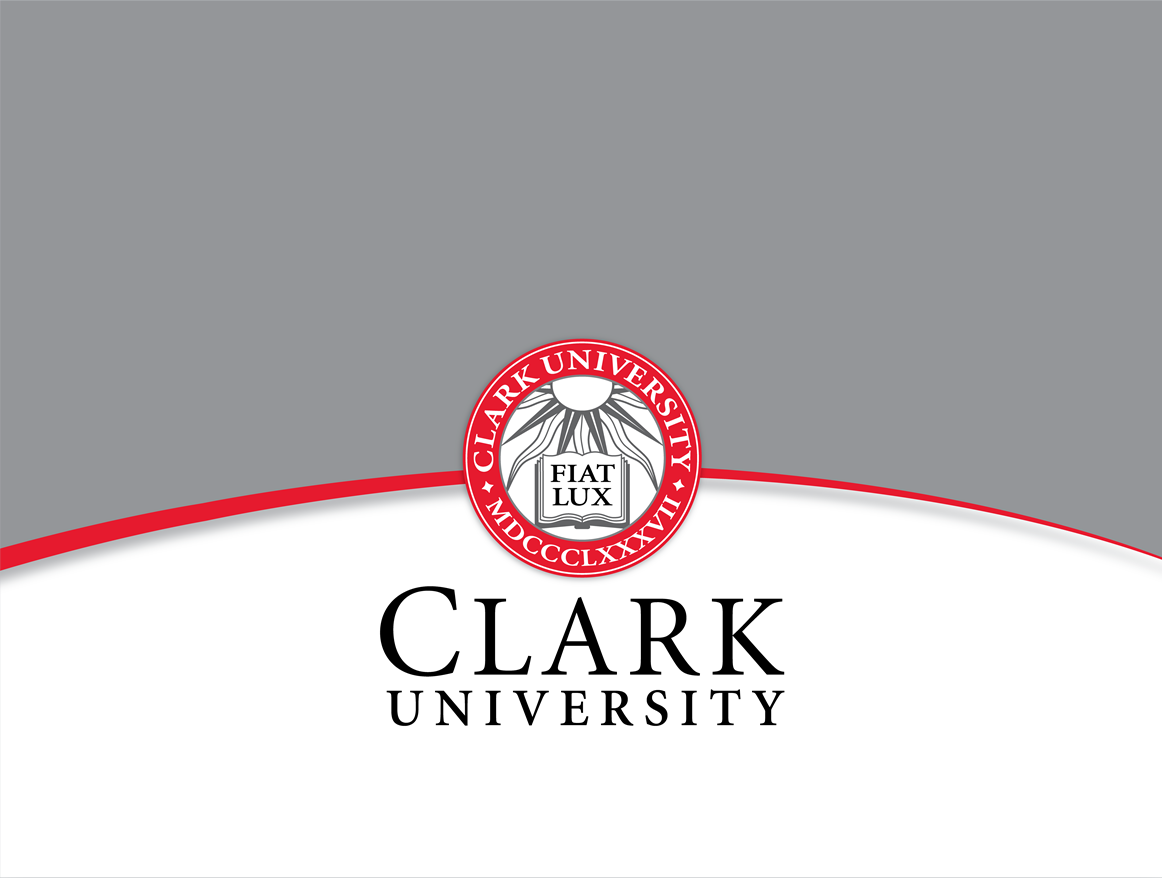 CLARK UNIVERSITY
FIAT
LUX
MDCCCLXXXVII
CLARK
UNIVERSITY